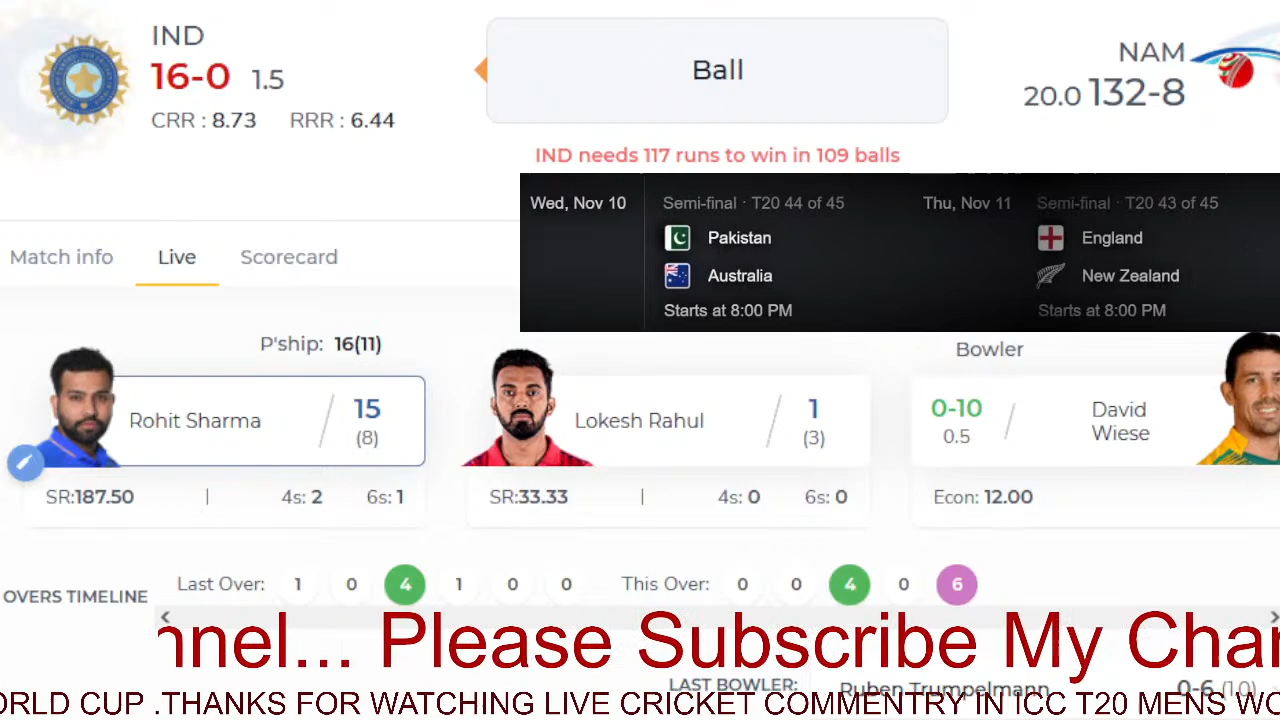 IND
16-0 1.5
CRR : 8.73 RRR : 6.44
Ball
NAM
20.0 132-8
IND needs 117 runs to win in 109 balls
Wed, Nov 10
Semi-final · T20 44 of 45
Pakistan
Australia
Starts at 8:00 PM
Thu, Nov 11
Semi-final · T20 43 of 45
England
New Zealand
Starts at 8:00 PM
Match info Live Scorecard
P'ship: 16(11)
Rohit Sharma 15
(8)
SR:187.50 | 4s: 2 6s: 1
Lokesh Rahul 1
(3)
SR:33.33 | 4s: 0 6s: 0
Bowler
0-10
0.5
David
Wiese
Econ: 12.00
OVERS TIMELINE
Last Over: 1 0 4 1 0 0 This Over: 0 0 4 0 6
nnel... Please Subscribe My Chan
LAST BOWLER: Ruben Trumpelmann 0-6 (1.0)
ORLD CUP .THANKS FOR WATCHING LIVE CRICKET COMMENTRY IN ICC T20 MENS WO